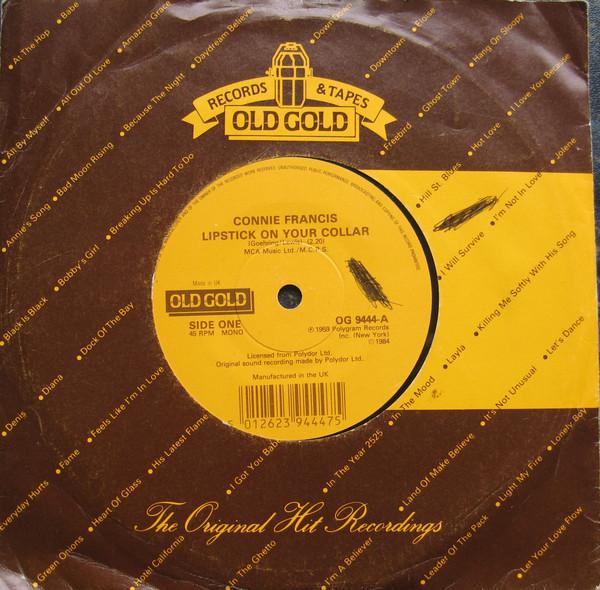 At The Hop
Babe
Amazing Grace
Daydream Believer
Downtown
Eloise
All Out Of Love
Because The Night
Downtown
Hang On Sloopy
RECORDS & TAPES
OLD GOLD
All By Myself
Bad Moon Rising
Breaking Up Is Hard To Do
Freebird
Ghost Town
I Love You Because
Hill St. Blues
Hot Love
Jolene
Annie's Song
Bobby's Girl
I Will Survive
I'm Not In Love
CONNIE FRANCIS
LIPSTICK ON YOUR COLLAR
(Goehring/Lewis) (2.20)
MCA Music Ltd./M.C.P.S.
Black Is Black
Dock Of The Bay
Killing Me Softly With His Song
Made in UK
OLD GOLD
SIDE ONE
45 RPM MONO
OG 9444-A
℗ 1959 Polygram Records
Inc. (New York)
© 1984
Licensed from Polydor Ltd.
Original sound recording made by Polydor Ltd.
Manufactured in the UK
5 012623 944475
Denis
Diana
Feels Like I'm In Love
In The Mood
Layla
It's Not Unusual
Let's Dance
Everyday Hurts
Fame
His Latest Flame
I Got You Babe
In The Year 2525
Land Of Make Believe
Light My Fire
Lonely Boy
Heart Of Glass
The Original Hit Recordings
Green Onions
Hotel California
In The Ghetto
I'm A Believer
Leader Of The Pack
Let Your Love Flow